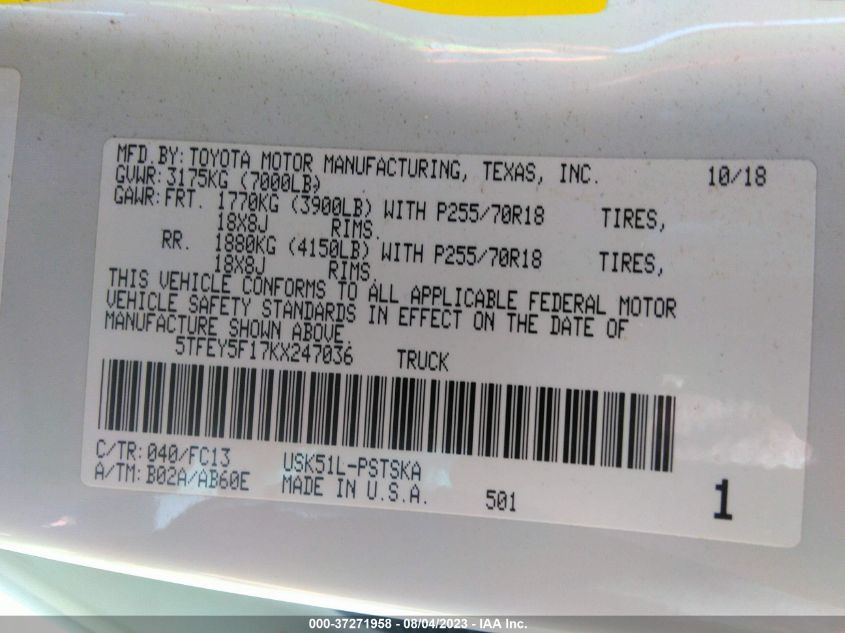 MFD.BY: TOYOTA MOTOR MANUFACTURING, TEXAS, INC. 10/18
GVWR: 3175KG (7000LB)
GAWR: FRT. 1770KG (3900LB) WITH P255/70R18 TIRES,
18X8J RIMS.
RR. 1880KG (4150LB) WITH P255/70R18 TIRES,
18X8J RIMS.
THIS VEHICLE CONFORMS TO ALL APPLICABLE FEDERAL MOTOR
VEHICLE SAFETY STANDARDS IN EFFECT ON THE DATE OF
MANUFACTURE SHOWN ABOVE.
5TFEY5F17KX247036 TRUCK
C/TR: 040/FC13 USK51L-PSTSKA
A/TM: B02A/AB60E MADE IN U.S.A. 501 1
000-37271958 - 08/04/2023 - IAA Inc.